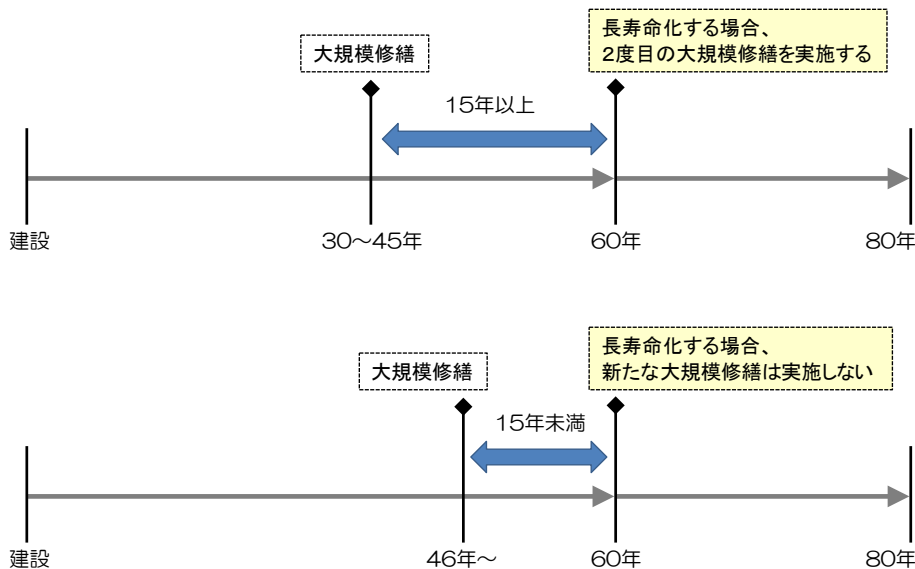 長寿命化する場合、
2度目の大規模修繕を実施する
大規模修繕
15年以上
建設
30～45年
60年
80年
長寿命化する場合、
新たな大規模修繕は実施しない
大規模修繕
15年未満
建設
46年～
60年
80年